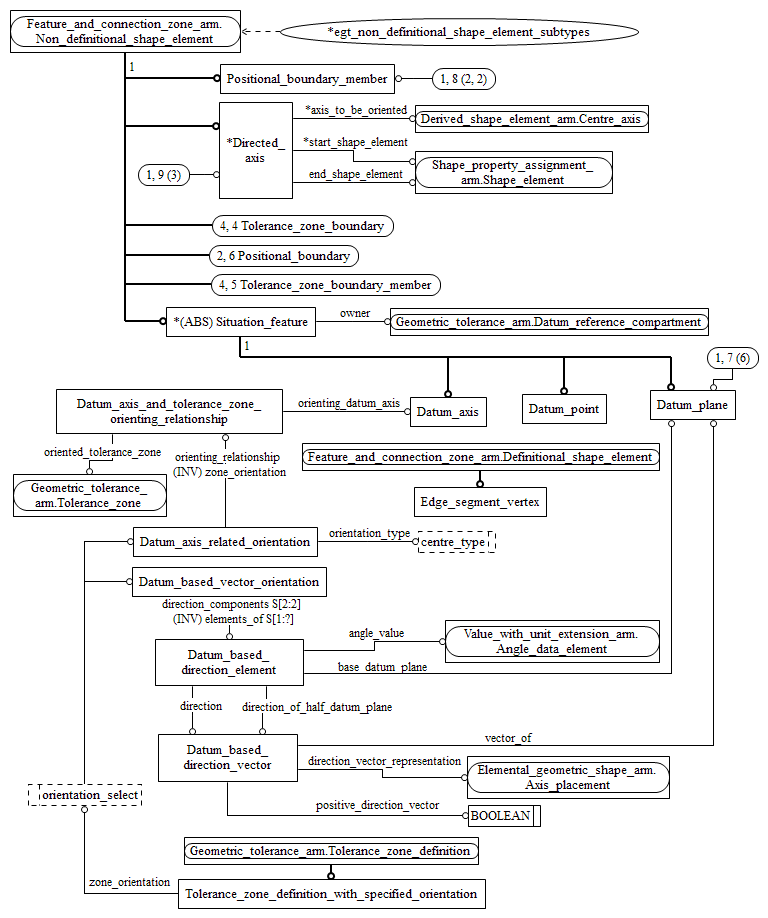 Feature_and_connection_zone_arm.
Non_definitional_shape_element
*egt_non_definitional_shape_element_subtypes
1
Positional_boundary_member
1, 8 (2, 2)
*Directed_
axis
*axis_to_be_oriented
Derived_shape_element_arm.Centre_axis
*start_shape_element
Shape_property_assignment_
arm.Shape_element
end_shape_element
1, 9 (3)
4, 4 Tolerance_zone_boundary
2, 6 Positional_boundary
4, 5 Tolerance_zone_boundary_member
*(ABS) Situation_feature
owner
Geometric_tolerance_arm.Datum_reference_compartment
1
1, 7 (6)
Datum_axis_and_tolerance_zone_
orienting_relationship
orienting_datum_axis
Datum_axis
Datum_point
Datum_plane
oriented_tolerance_zone
orienting_relationship
(INV) zone_orientation
Geometric_tolerance_
arm.Tolerance_zone
Feature_and_connection_zone_arm.Definitional_shape_element
Edge_segment_vertex
Datum_axis_related_orientation
orientation_type
centre_type
Datum_based_vector_orientation
direction_components S[2:2]
(INV) elements_of S[1:?]
Datum_based_
direction_element
angle_value
Value_with_unit_extension_arm.
Angle_data_element
base_datum_plane
direction
direction_of_half_datum_plane
Datum_based_
direction_vector
vector_of
direction_vector_representation
Elemental_geometric_shape_arm.
Axis_placement
positive_direction_vector
BOOLEAN
orientation_select
Geometric_tolerance_arm.Tolerance_zone_definition
zone_orientation
Tolerance_zone_definition_with_specified_orientation